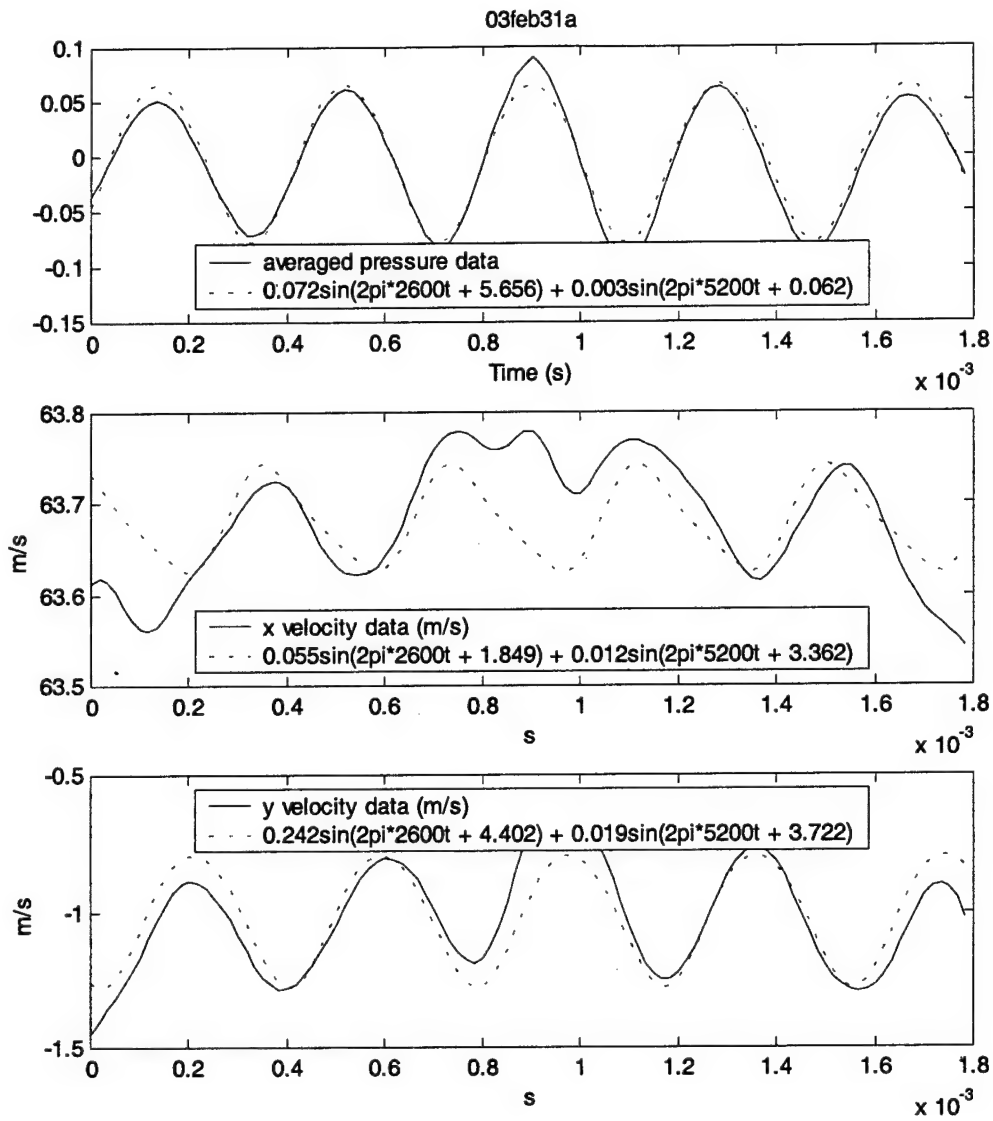 03feb31a
0.1
0.05
0
-0.05
-0.1
-0.15
averaged pressure data
0.072sin(2pi*2600t + 5.656) + 0.003sin(2pi*5200t + 0.062)
0 0.2 0.4 0.6 0.8 1 1.2 1.4 1.6 1.8
Time (s)
x 10-3
63.8
63.7
63.6
63.5
m/s
x velocity data (m/s)
0.055sin(2pi*2600t + 1.849) + 0.012sin(2pi*5200t + 3.362)
0 0.2 0.4 0.6 0.8 1 1.2 1.4 1.6 1.8
s
x 10-3
-0.5
-1
-1.5
m/s
y velocity data (m/s)
0.242sin(2pi*2600t + 4.402) + 0.019sin(2pi*5200t + 3.722)
0 0.2 0.4 0.6 0.8 1 1.2 1.4 1.6 1.8
s
x 10-3